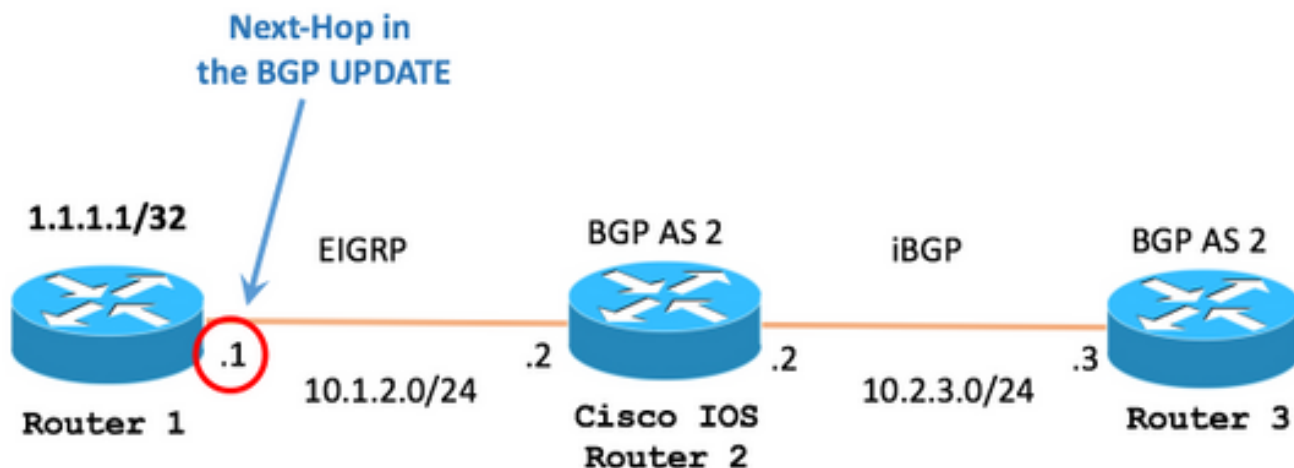 Next-Hop in
the BGP UPDATE
1.1.1.1/32
EIGRP
BGP AS 2
iBGP
BGP AS 2
.1
.2
.2
.3
10.1.2.0/24
10.2.3.0/24
Router 1
Cisco IOS
Router 2
Router 3